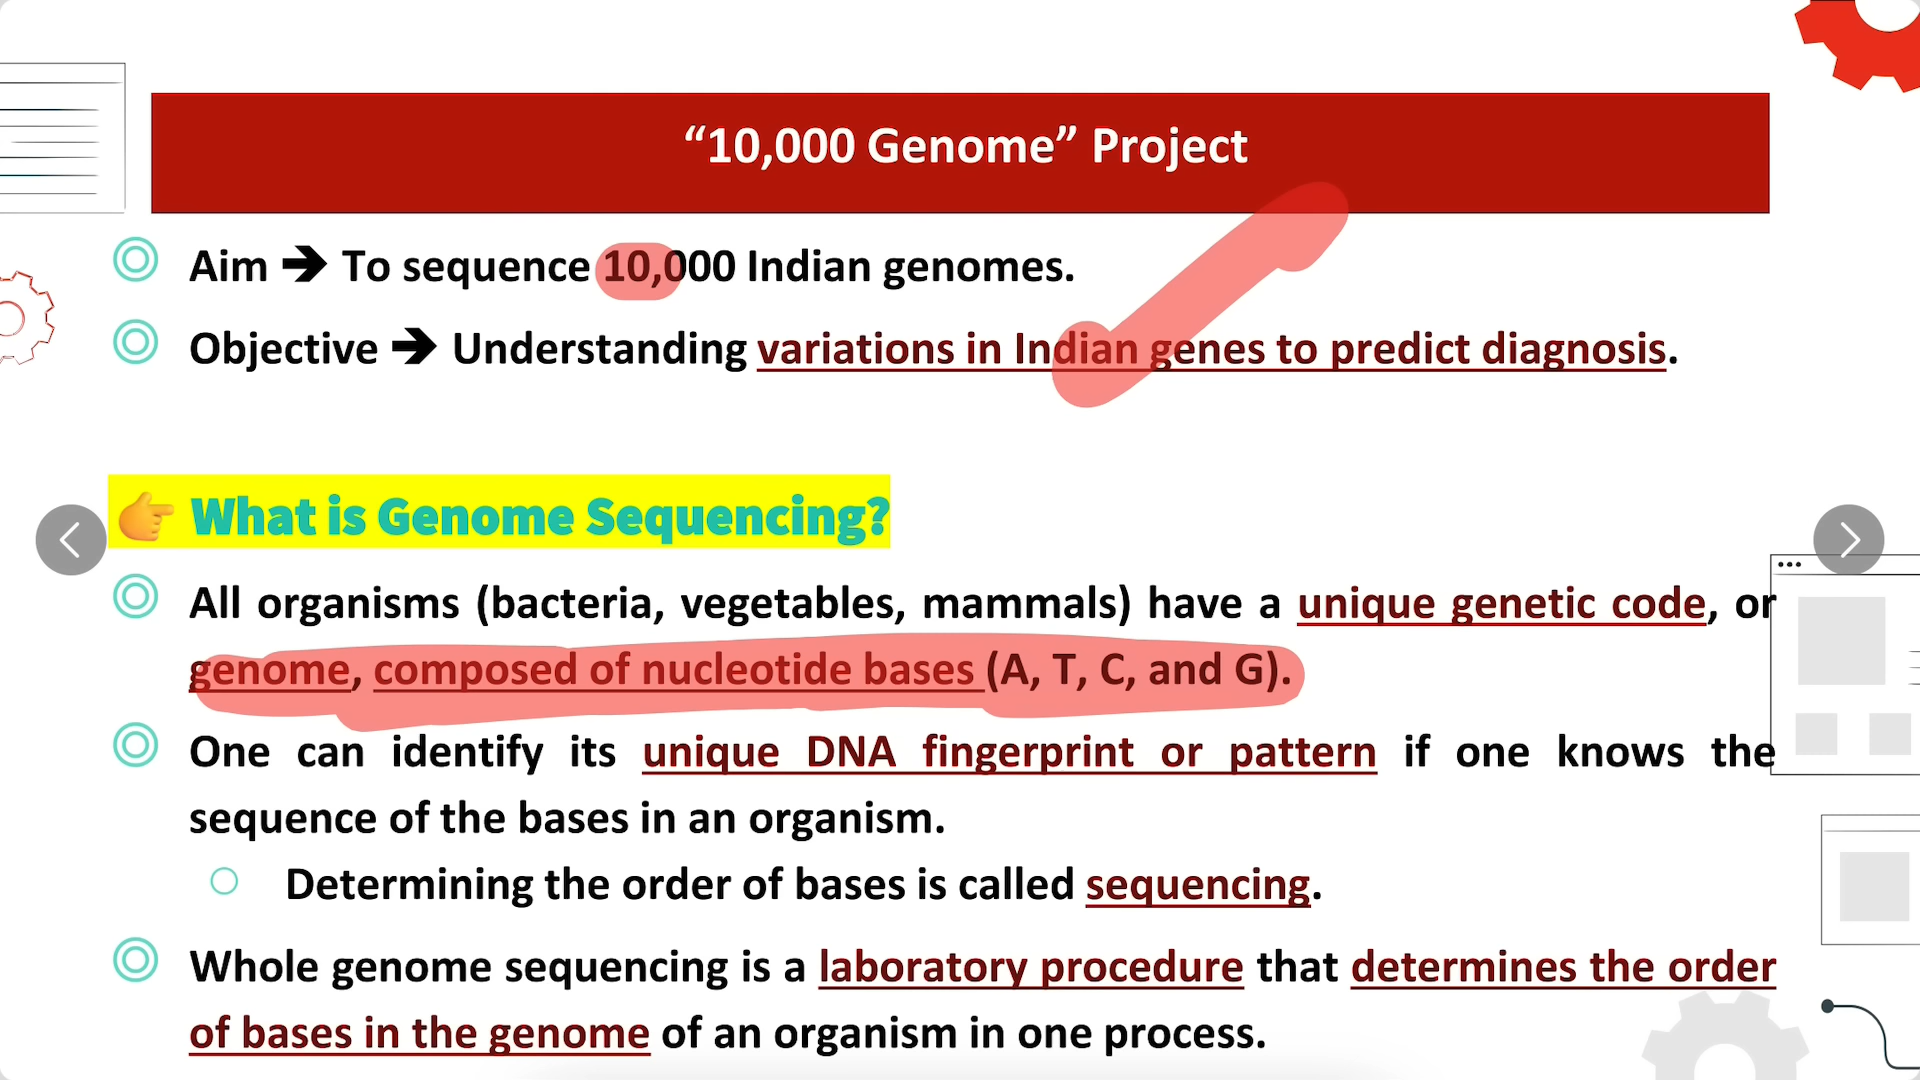 “10,000 Genome” Project
Aim ➔ To sequence 10,000 Indian genomes.
Objective ➔ Understanding variations in Indian genes to predict diagnosis.
👉 What is Genome Sequencing?
All organisms (bacteria, vegetables, mammals) have a unique genetic code, or
genome, composed of nucleotide bases (A, T, C, and G).
One can identify its unique DNA fingerprint or pattern if one knows the
sequence of the bases in an organism.
Determining the order of bases is called sequencing.
Whole genome sequencing is a laboratory procedure that determines the order
of bases in the genome of an organism in one process.